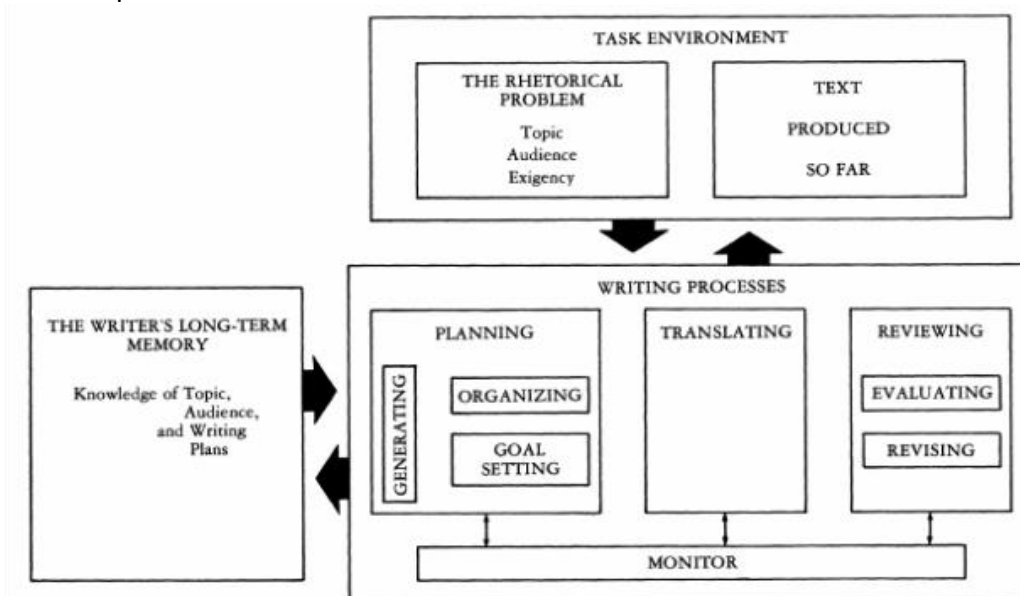 TASK ENVIRONMENT
THE RHETORICAL
PROBLEM
Topic
Audience
Exigency
TEXT
PRODUCED
SO FAR
WRITING PROCESSES
THE WRITER'S LONG-TERM
MEMORY
Knowledge of Topic,
Audience,
and Writing
Plans
PLANNING
GENERATING
ORGANIZING
GOAL
SETTING
TRANSLATING
REVIEWING
EVALUATING
REVISING
MONITOR